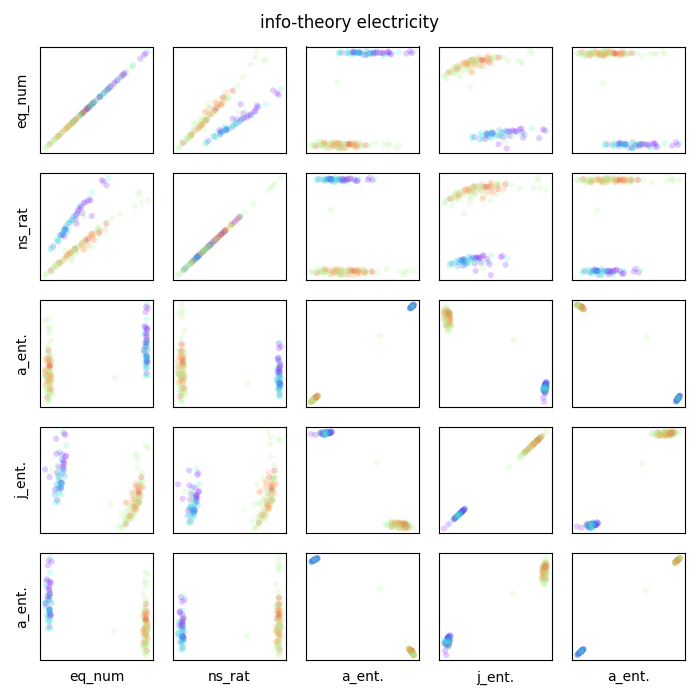 info-theory electricity
eq_num
ns_rat
a_ent.
j_ent.
a_ent.
eq_num
ns_rat
a_ent.
j_ent.
a_ent.